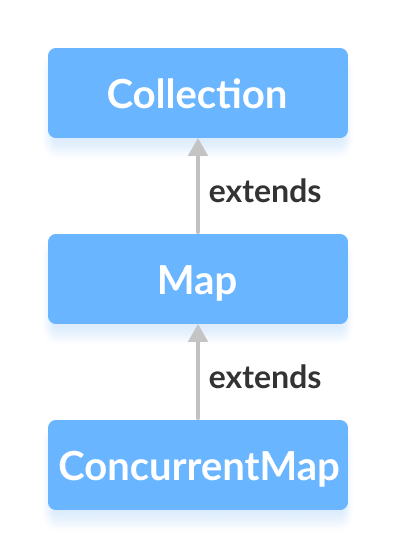 Collection
extends
Map
extends
ConcurrentMap